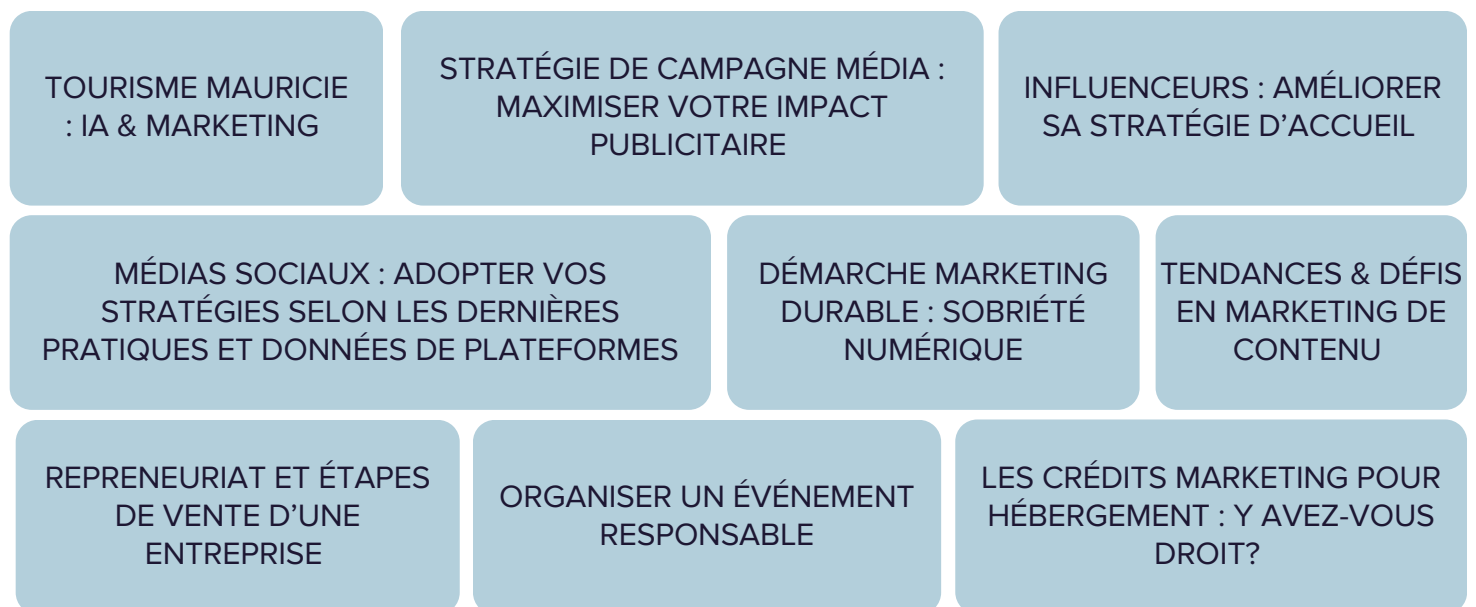 TOURISME MAURICIE
: IA & MARKETING
STRATÉGIE DE CAMPAGNE MÉDIA :
MAXIMISER VOTRE IMPACT
PUBLICITAIRE
INFLUENCEURS : AMÉLIORER
SA STRATÉGIE D’ACCUEIL
MÉDIAS SOCIAUX : ADOPTER VOS
STRATÉGIES SELON LES DERNIÈRES
PRATIQUES ET DONNÉES DE PLATEFORMES
DÉMARCHE MARKETING
DURABLE : SOBRIÉTÉ
NUMÉRIQUE
TENDANCES & DÉFIS
EN MARKETING DE
CONTENU
REPRENEURIAT ET ÉTAPES
DE VENTE D’UNE
ENTREPRISE
ORGANISER UN ÉVÉNEMENT
RESPONSABLE
LES CRÉDITS MARKETING POUR
HÉBERGEMENT : Y AVEZ-VOUS
DROIT?